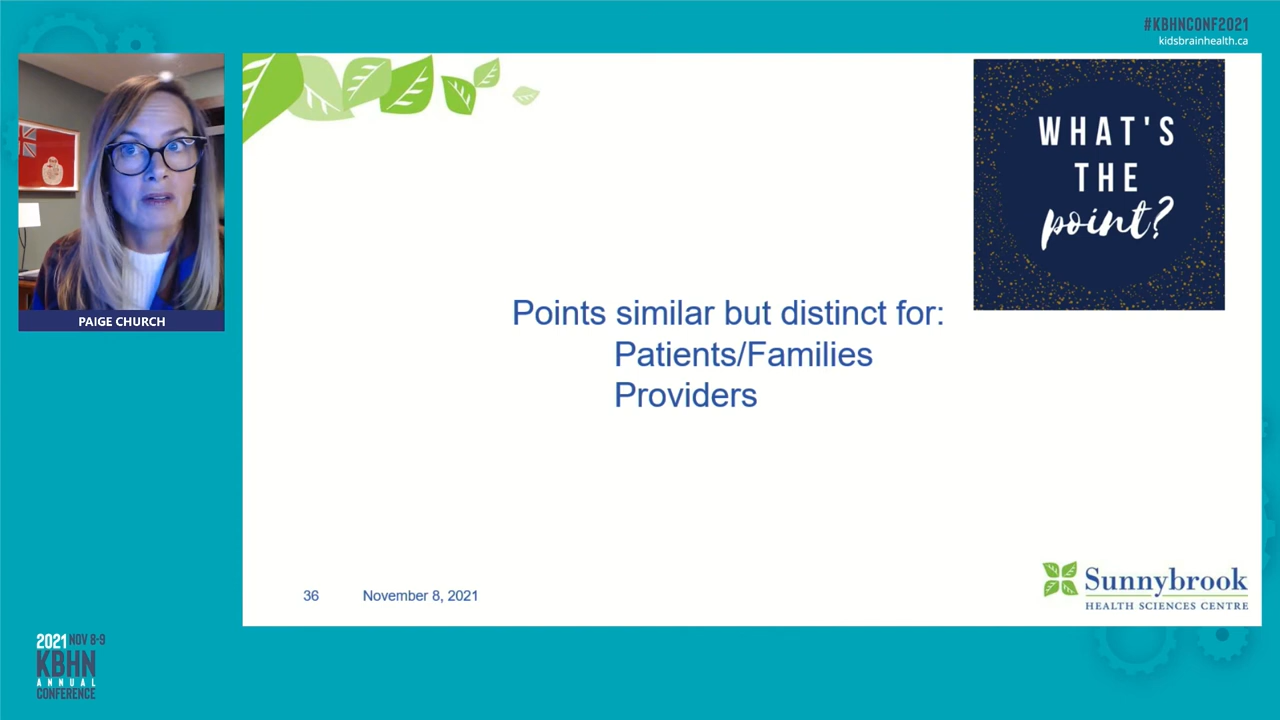 #KBHNCONF2021
kidsbrainhealth.ca
PAIGE CHURCH
WHAT'S
THE
point?
Points similar but distinct for:
Patients/Families
Providers
36 November 8, 2021
Sunnybrook
HEALTH SCIENCES CENTRE
2021 NOV 8-9
KBHN
ANNUAL
CONFERENCE